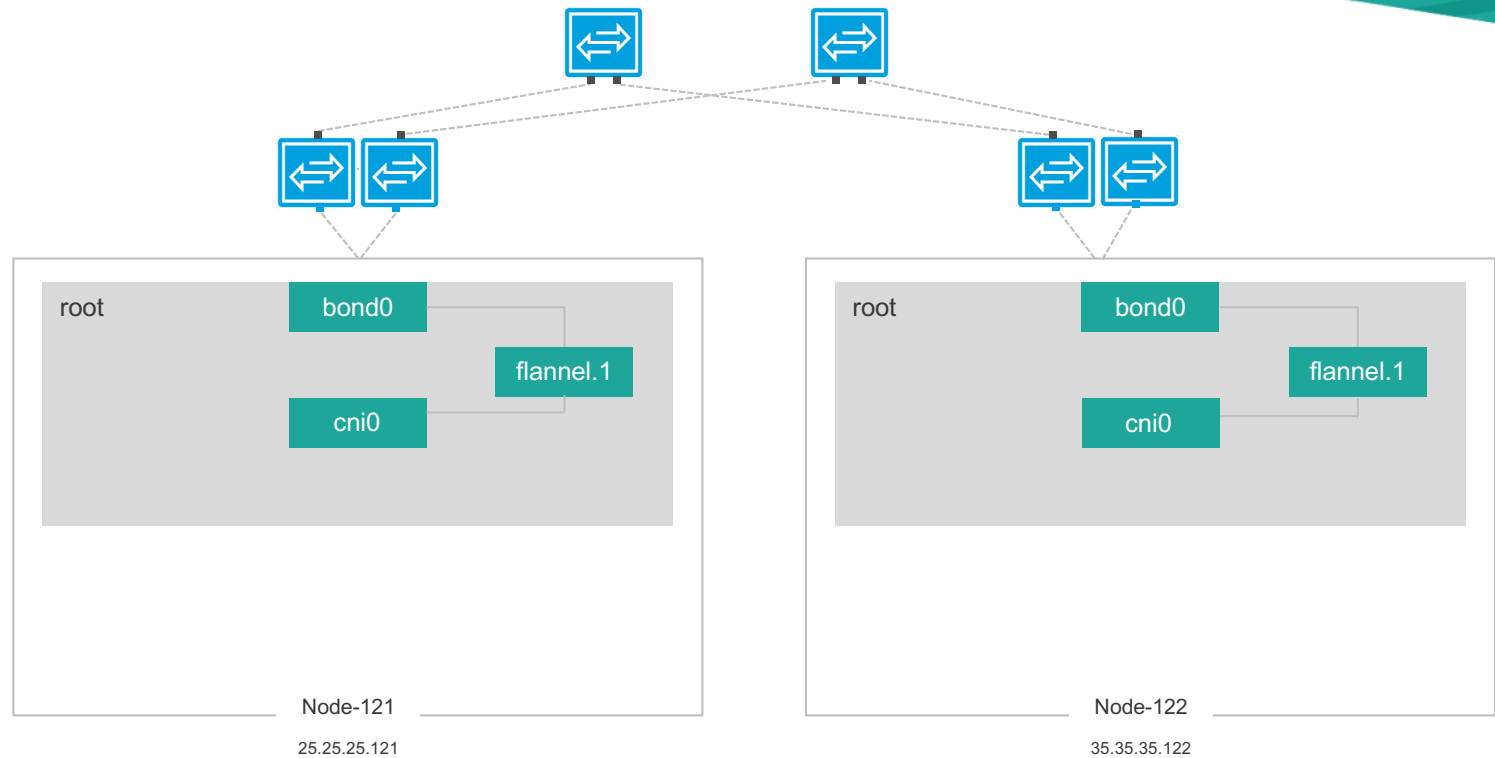 root
bond0
flannel.1
cni0
Node-121
25.25.25.121
root
bond0
flannel.1
cni0
Node-122
35.35.35.122